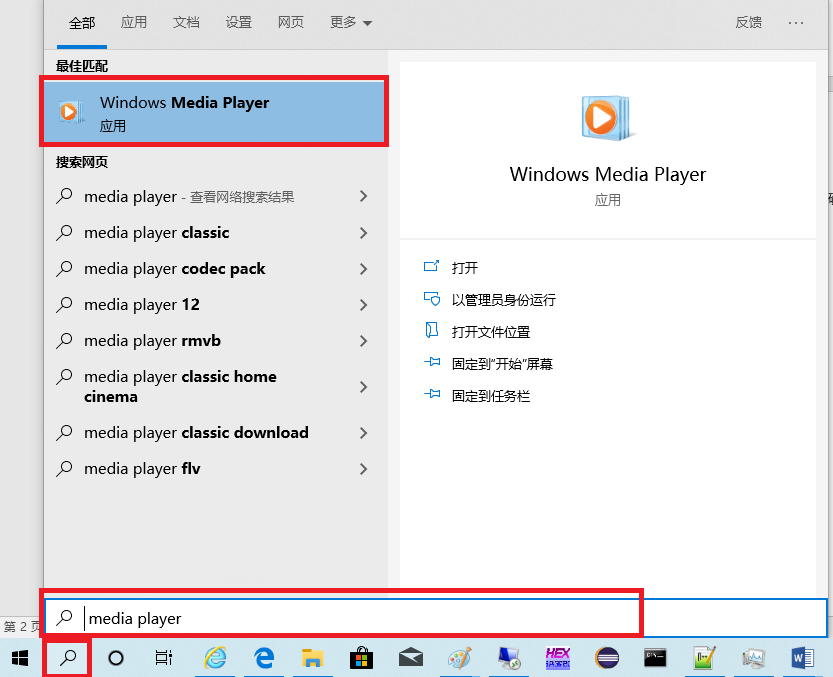 全部 应用 文档 设置 网页 更多 反馈 ...
最佳匹配
Windows Media Player
应用
搜索网页
media player - 查看网络搜索结果
media player classic
media player codec pack
media player 12
media player rmvb
media player classic home
cinema
media player classic download
media player flv
Windows Media Player
应用
打开
以管理员身份运行
打开文件位置
固定到“开始”屏幕
固定到任务栏
media player
第 2 页
HEX